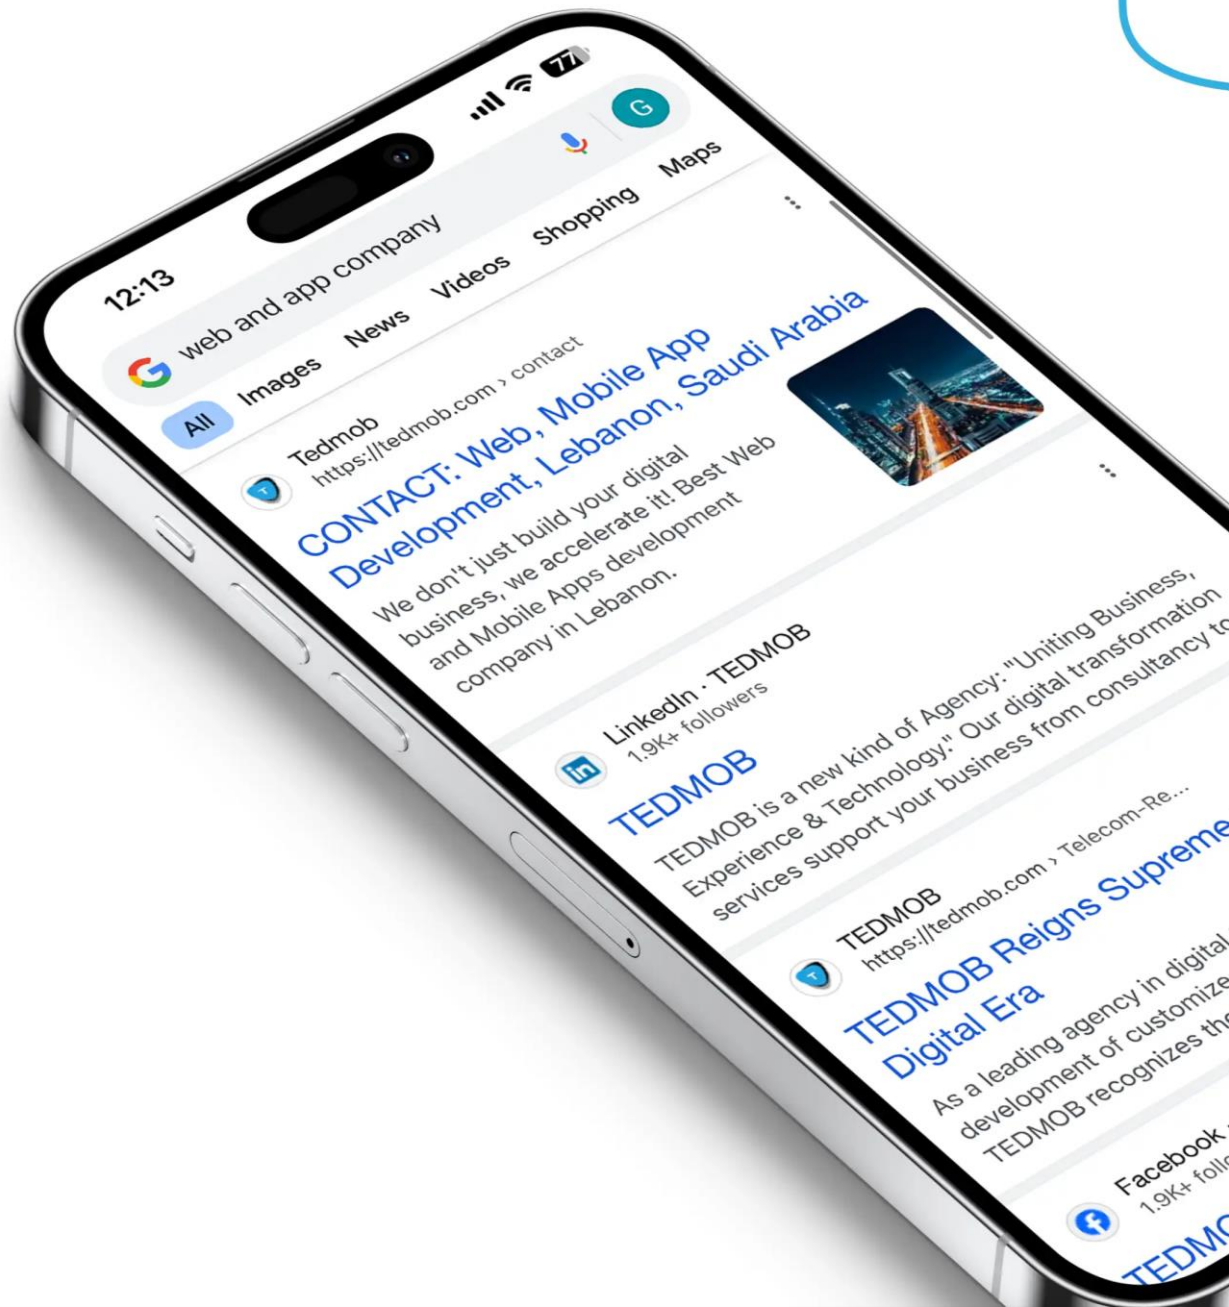 12:13
77
web and app company
G
All Images News Videos Shopping Maps
Tedmob
https://tedmob.com › contact
CONTACT: Web, Mobile App
Development, Lebanon, Saudi Arabia
We don't just build your digital
business, we accelerate it! Best Web
and Mobile Apps development
company in Lebanon.
in
LinkedIn · TEDMOB
1.9K+ followers
TEDMOB
TEDMOB is a new kind of Agency: "Uniting Business,
Experience & Technology." Our digital transformation
services support your business from consultancy to
TEDMOB
https://tedmob.com › Telecom-Re...
TEDMOB Reigns Supreme
Digital Era
As a leading agency in digital
development of customize
TEDMOB recognizes the
Facebook ·
1.9K+ follo
TEDMO